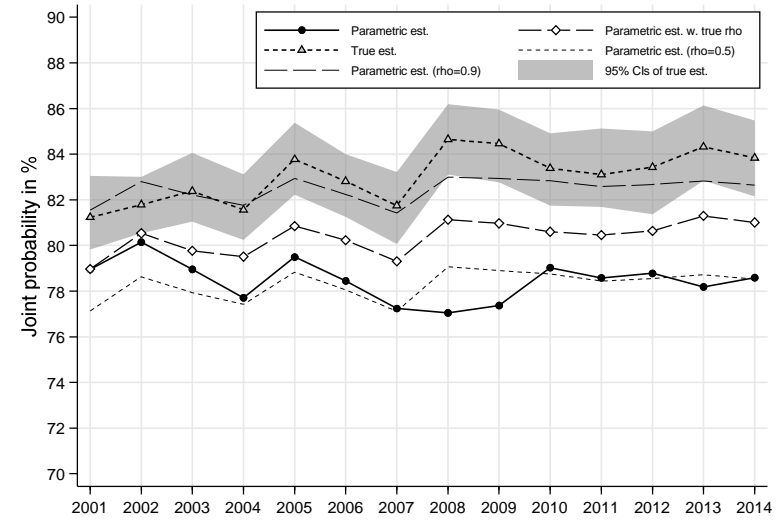 90
88
86
84
82
80
78
76
74
72
70
Joint probability in %
Parametric est.
Parametric est. w. true rho
True est.
Parametric est. (rho=0.5)
Parametric est. (rho=0.9)
95% CIs of true est.
2001 2002 2003 2004 2005 2006 2007 2008 2009 2010 2011 2012 2013 2014